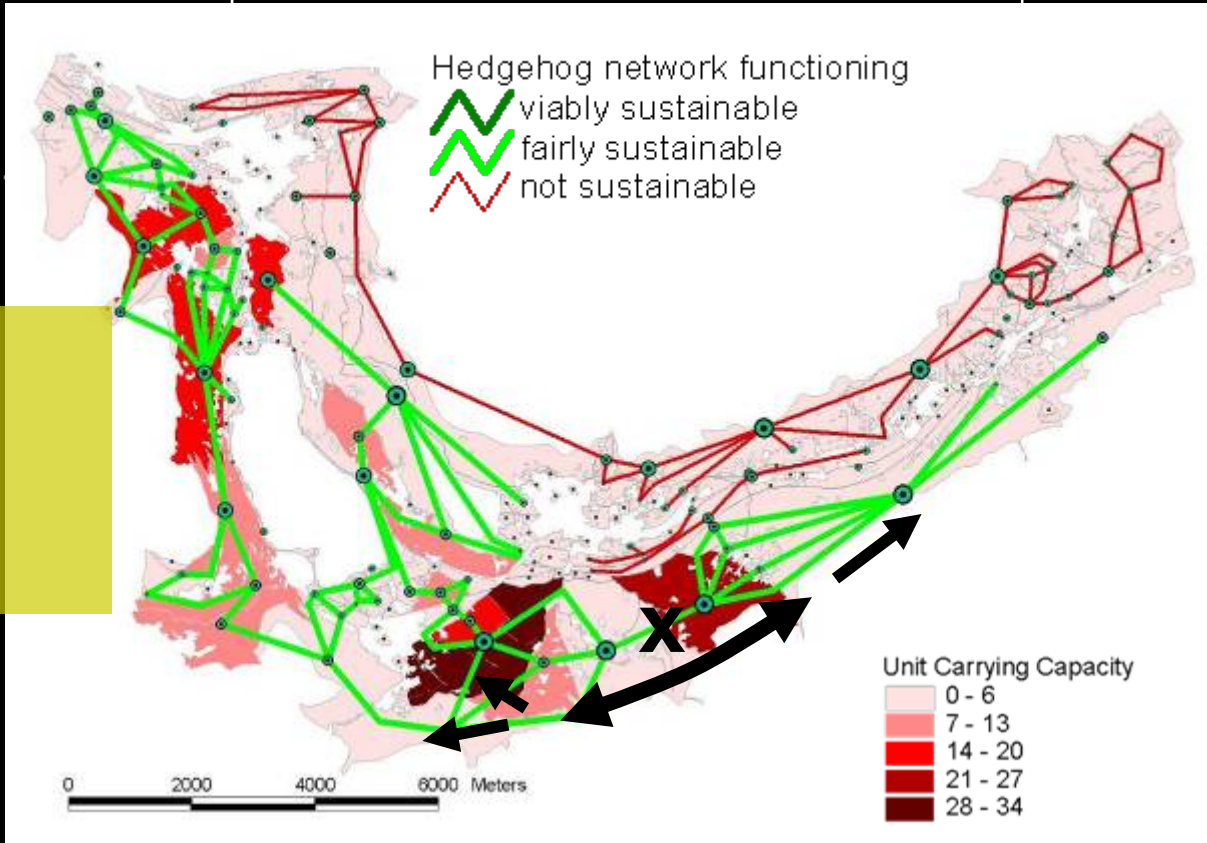 Hedgehog network functioning
viably sustainable
fairly sustainable
not sustainable
X
Unit Carrying Capacity
0 - 6
7 - 13
14 - 20
21 - 27
28 - 34
0 2000 4000 6000 Meters